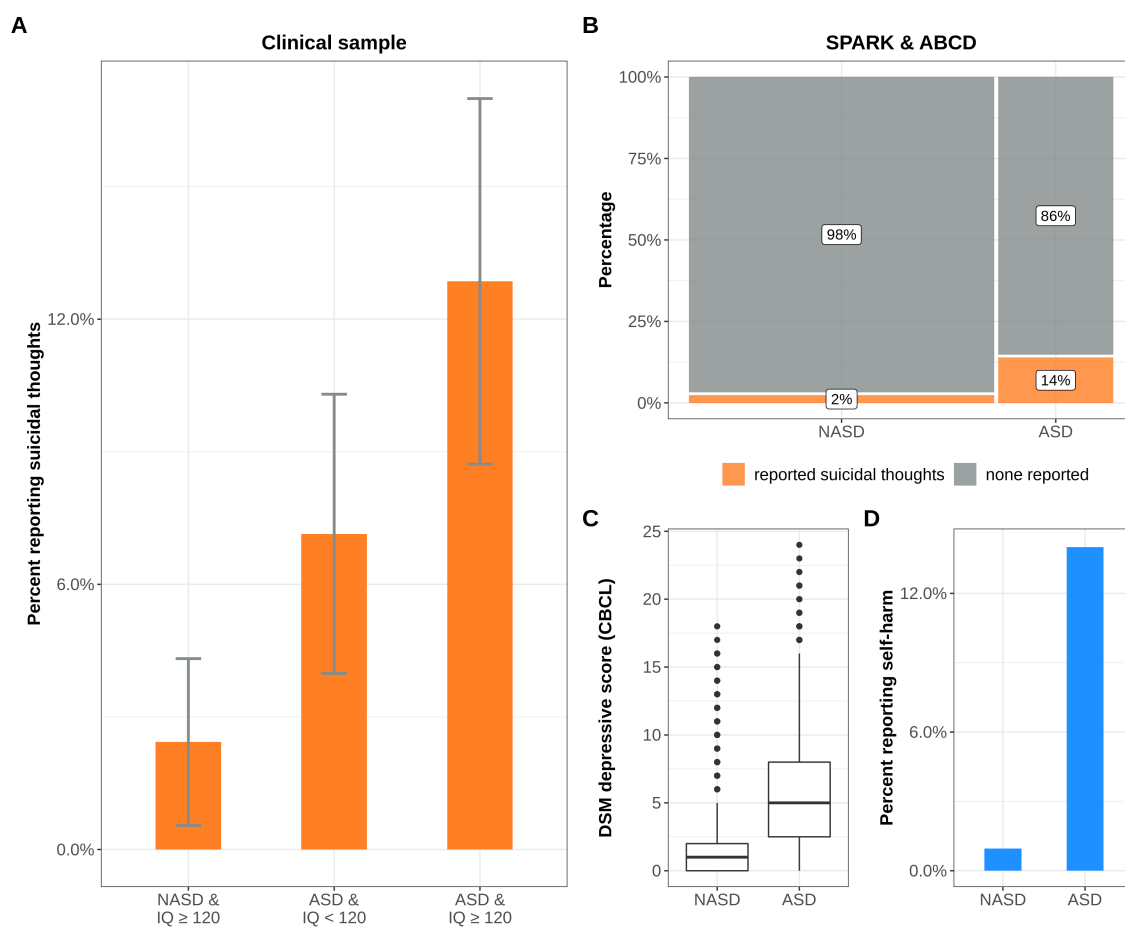 A
Clinical sample
Percent reporting suicidal thoughts
12.0%
6.0%
0.0%
NASD &
IQ ≥ 120
ASD &
IQ < 120
ASD &
IQ ≥ 120
B
SPARK & ABCD
Percentage
100%
75%
50%
25%
0%
98%
86%
2%
14%
NASD
ASD
reported suicidal thoughts
none reported
C
DSM depressive score (CBCL)
25
20
15
10
5
0
NASD
ASD
D
Percent reporting self-harm
12.0%
6.0%
0.0%
NASD
ASD